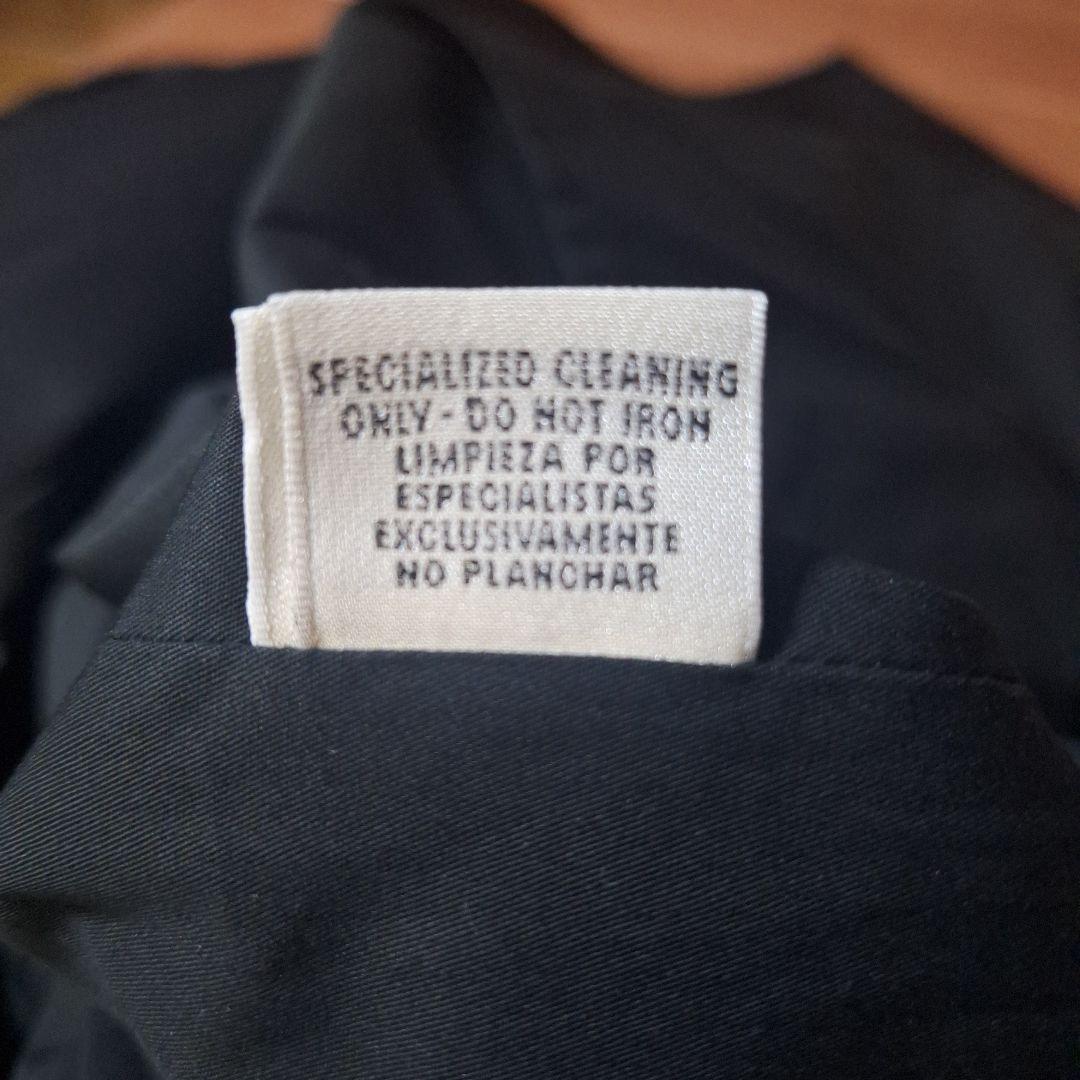 SPECIALIZED CLEANING
ONLY - DO NOT IRON
LIMPIEZA POR
ESPECIALISTAS
EXCLUSIVAMENTE
NO PLANCHAR